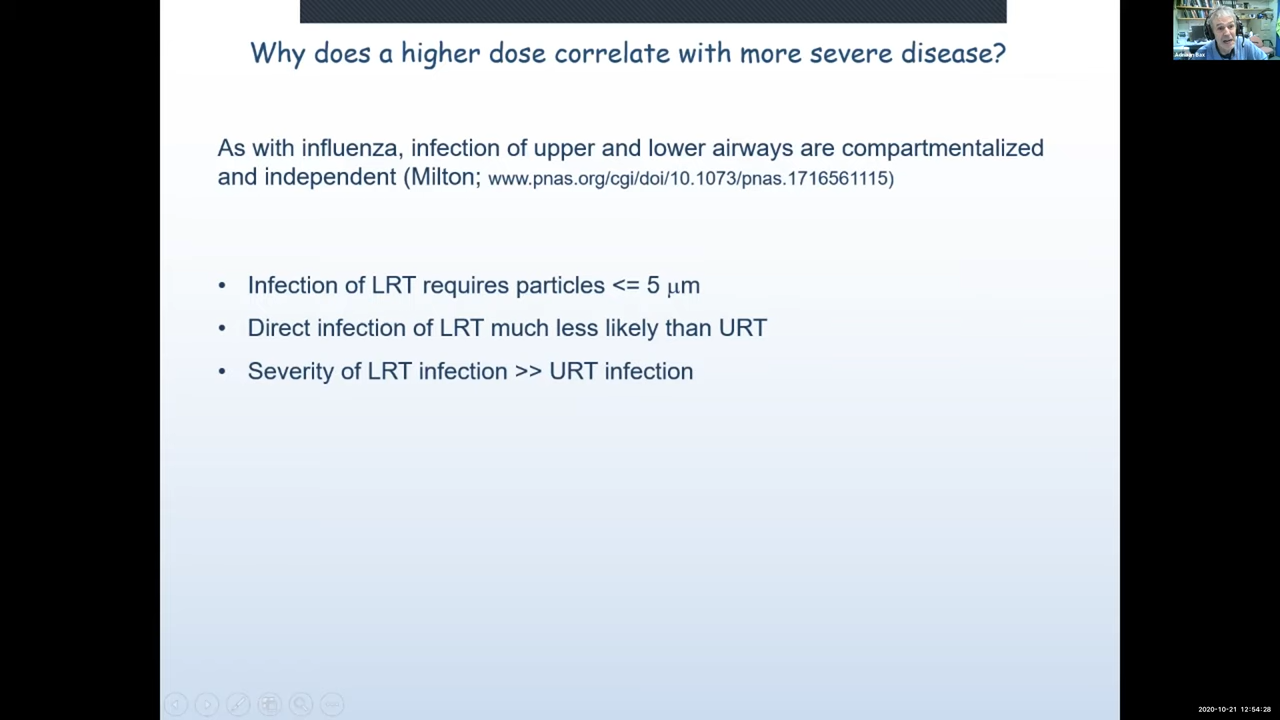 Why does a higher dose correlate with more severe disease?
As with influenza, infection of upper and lower airways are compartmentalized
and independent (Milton; www.pnas.org/cgi/doi/10.1073/pnas.1716561115)
• Infection of LRT requires particles <= 5 μm
• Direct infection of LRT much less likely than URT
• Severity of LRT infection >> URT infection
2020-10-21 12:54:28